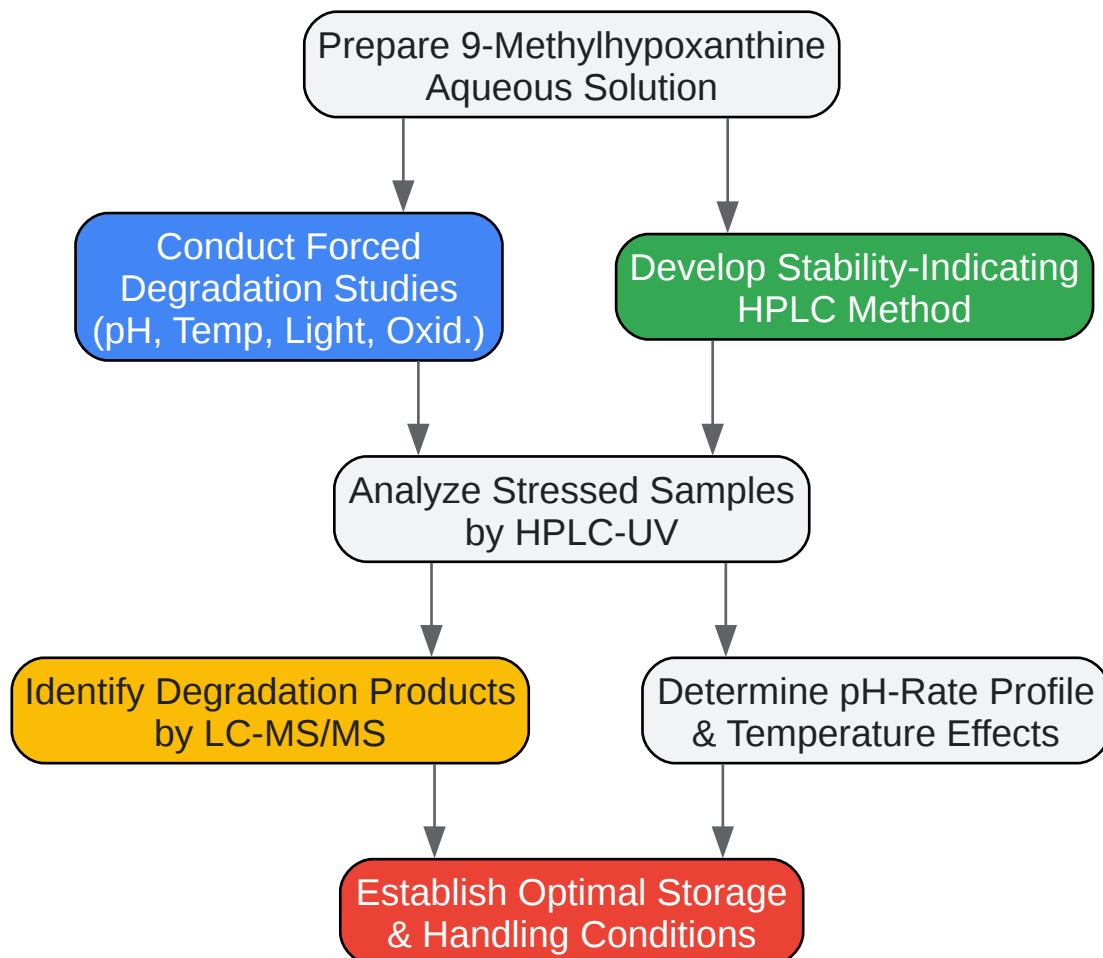 Prepare 9-Methylhypoxanthine
Aqueous Solution
Conduct Forced
Degradation Studies
(pH, Temp, Light, Oxid.)
Develop Stability-Indicating
HPLC Method
Analyze Stressed Samples
by HPLC-UV
Identify Degradation Products
by LC-MS/MS
Determine pH-Rate Profile
& Temperature Effects
Establish Optimal Storage
& Handling Conditions